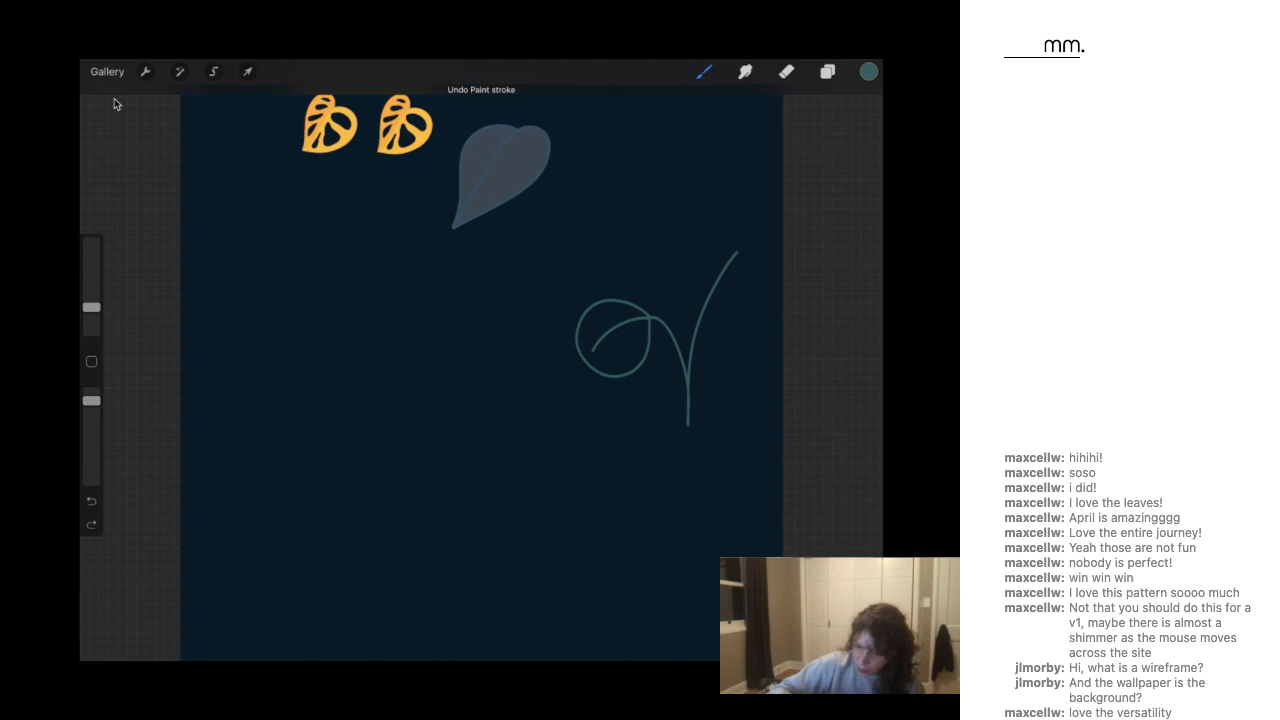 mm.
Gallery
Undo Paint stroke
maxcellw: hihihi!
maxcellw: soso
maxcellw: i did!
maxcellw: I love the leaves!
maxcellw: April is amazingggg
maxcellw: Love the entire journey!
maxcellw: Yeah those are not fun
maxcellw: nobody is perfect!
maxcellw: win win win
maxcellw: I love this pattern soooo much
maxcellw: Not that you should do this for a
v1, maybe there is almost a
shimmer as the mouse moves
across the site
jlmorby: Hi, what is a wireframe?
jlmorby: And the wallpaper is the
background?
maxcellw: love the versatility